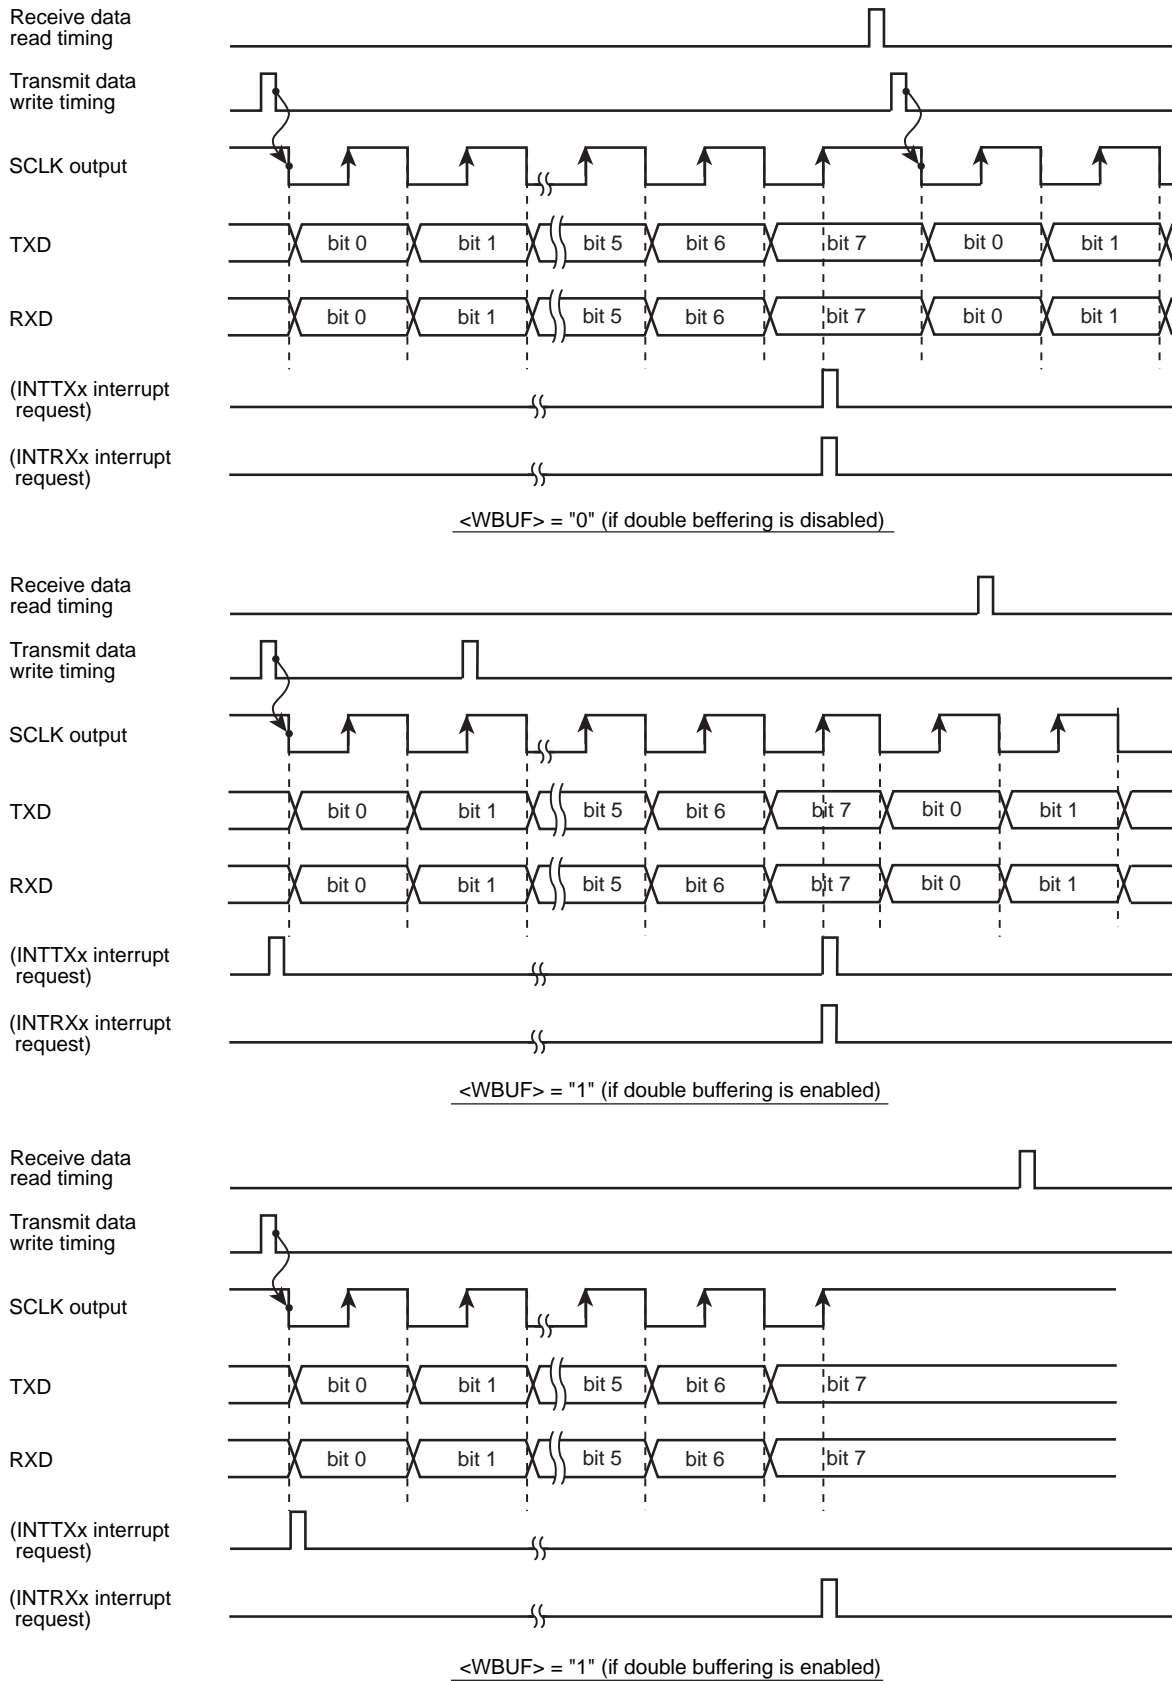 Receive data
read timing
Transmit data
write timing
SCLK output
TXD
bit 0 bit 1 bit 5 bit 6 bit 7 bit 0 bit 1
RXD
bit 0 bit 1 bit 5 bit 6 bit 7 bit 0 bit 1
(INTTXx interrupt
request)
(INTRXx interrupt
request)
<WBUF> = "0" (if double beffering is disabled)
Receive data
read timing
Transmit data
write timing
SCLK output
TXD
bit 0 bit 1 bit 5 bit 6 bit 7 bit 0 bit 1
RXD
bit 0 bit 1 bit 5 bit 6 bit 7 bit 0 bit 1
(INTTXx interrupt
request)
(INTRXx interrupt
request)
<WBUF> = "1" (if double buffering is enabled)
Receive data
read timing
Transmit data
write timing
SCLK output
TXD
bit 0 bit 1 bit 5 bit 6 bit 7
RXD
bit 0 bit 1 bit 5 bit 6 bit 7
(INTTXx interrupt
request)
(INTRXx interrupt
request)
<WBUF> = "1" (if double buffering is enabled)